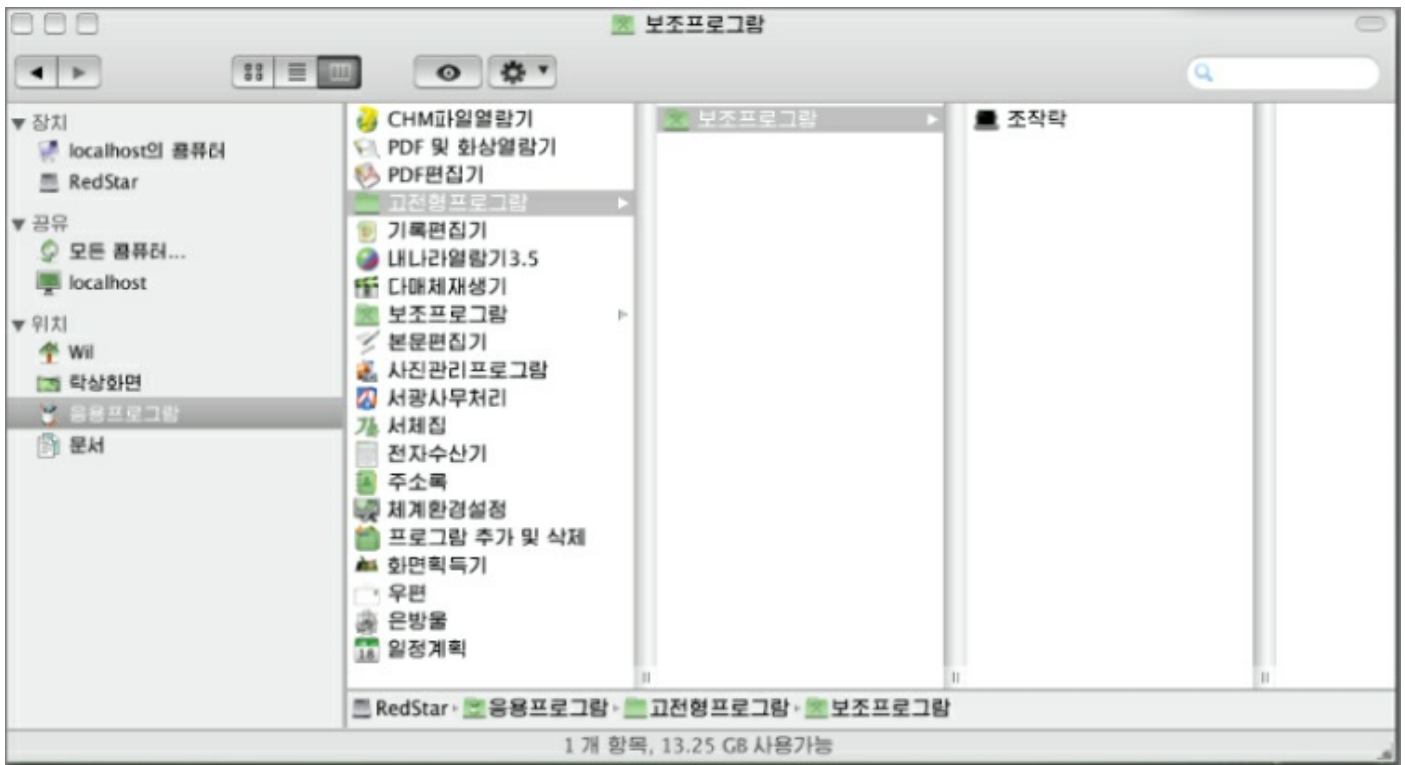 보조프로그람
장치
localhost의 콤퓨터
RedStar
공유
모든 콤퓨터...
localhost
위치
Wil
탁상화면
응용프로그람
문서
CHM파일열람기
PDF 및 화상열람기
PDF편집기
고전형프로그람
기록편집기
내나라열람기3.5
다매체재생기
보조프로그람
본문편집기
사진관리프로그람
서광사무처리
서체집
전자수산기
주소록
체계환경설정
프로그람 추가 및 삭제
화면획득기
우편
은방울
일정계획
보조프로그람
조작탁
RedStar 응용프로그람 고전형프로그람 보조프로그람
1 개 항목, 13.25 GB 사용가능